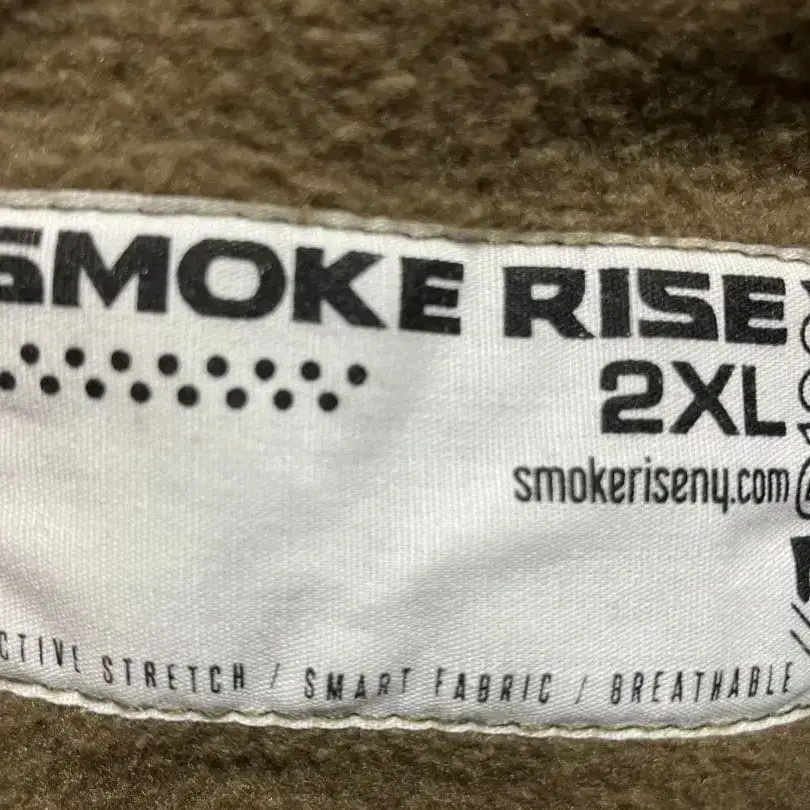 SMOKE RISE
2XL
smokeriseny.com
CTIVE STRETCH / SMART FABRIC / BREATHABLE